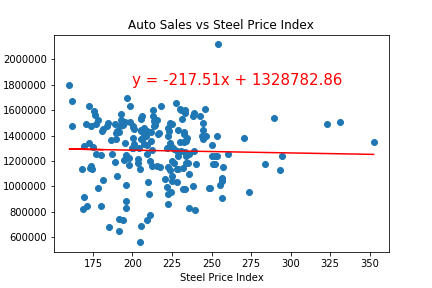 Auto Sales vs Steel Price Index
y = -217.51x + 1328782.86
2000000
1800000
1600000
1400000
1200000
1000000
800000
600000
175 200 225 250 275 300 325 350
Steel Price Index